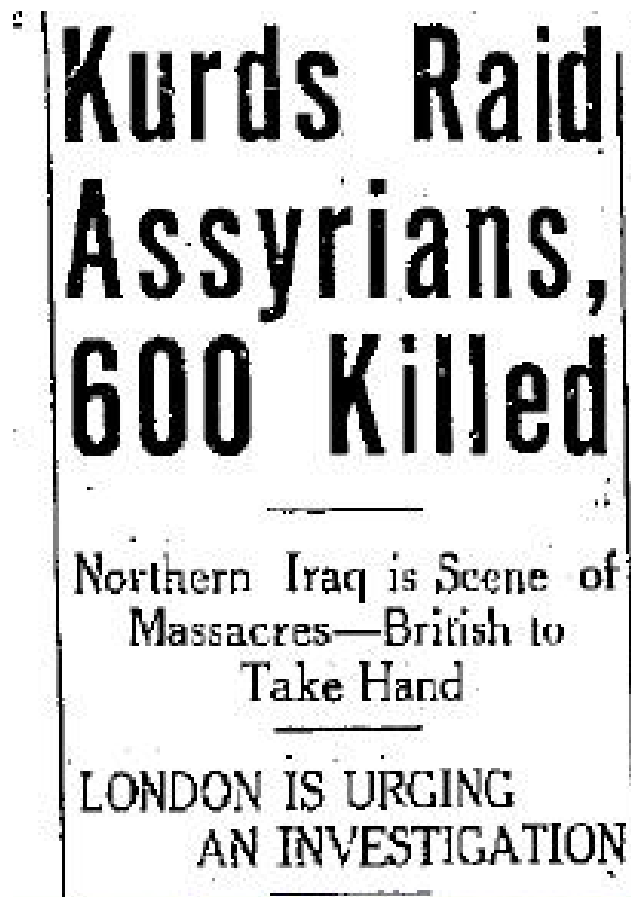 Kurds Raid
Assyrians,
600 Killed
Northern Iraq is Scene of
Massacres—British to
Take Hand
LONDON IS URGING
AN INVESTIGATION